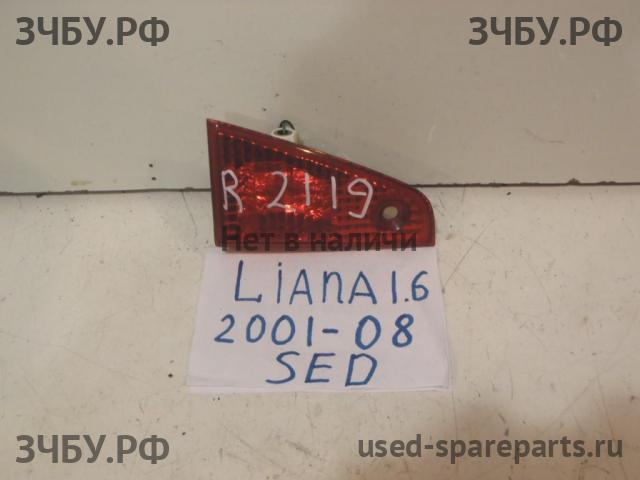 ЗЧБУ.РФ
ЗЧБУ.РФ
R 2119
Нет в наличи
LIANA 1.6
2001-08
SED
ЗЧБУ.РФ
used-spareparts.ru